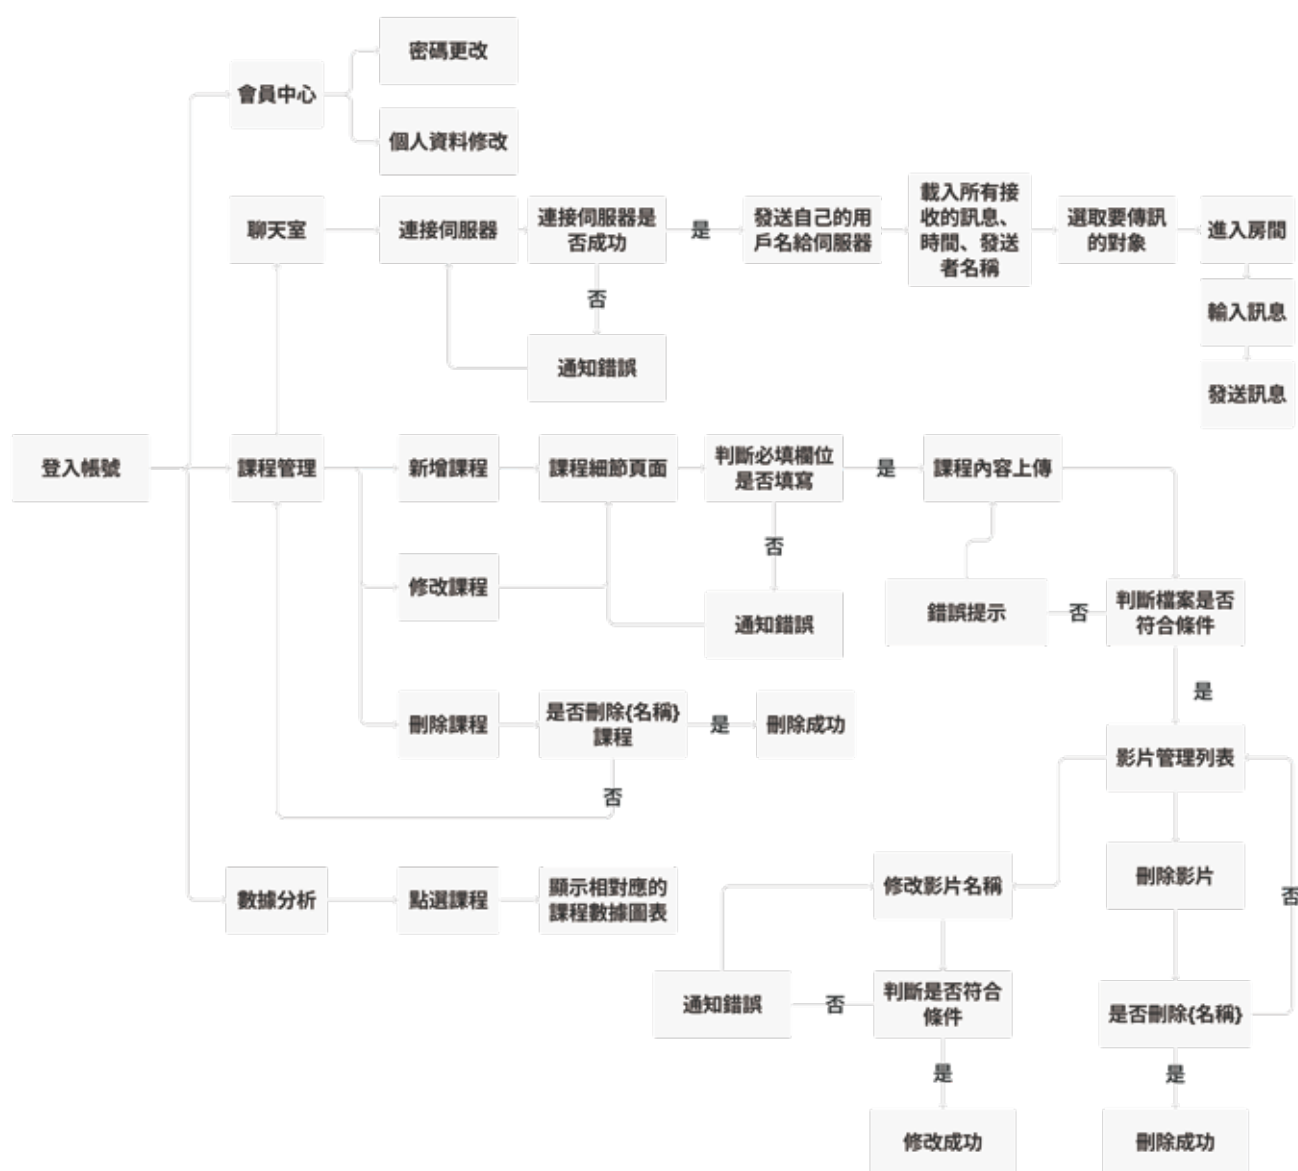 密碼更改
會員中心
個人資料修改
聊天室
連接伺服器
連接伺服器是
否成功
是
發送自己的用
戶名給伺服器
載入所有接
收的訊息、
時間、發送
者名稱
選取要傳訊
的對象
進入房間
否
輸入訊息
通知錯誤
發送訊息
登入帳號
課程管理
新增課程
課程細節頁面
判斷必填欄位
是否填寫
是
課程內容上傳
否
修改課程
通知錯誤
錯誤提示
否
判斷檔案是否
符合條件
是
刪除課程
是否刪除{名稱}
課程
是
刪除成功
否
影片管理列表
刪除影片
否
數據分析
點選課程
顯示相對應的
課程數據圖表
修改影片名稱
通知錯誤
否
判斷是否符合
條件
是否刪除{名稱}
是
是
修改成功
刪除成功